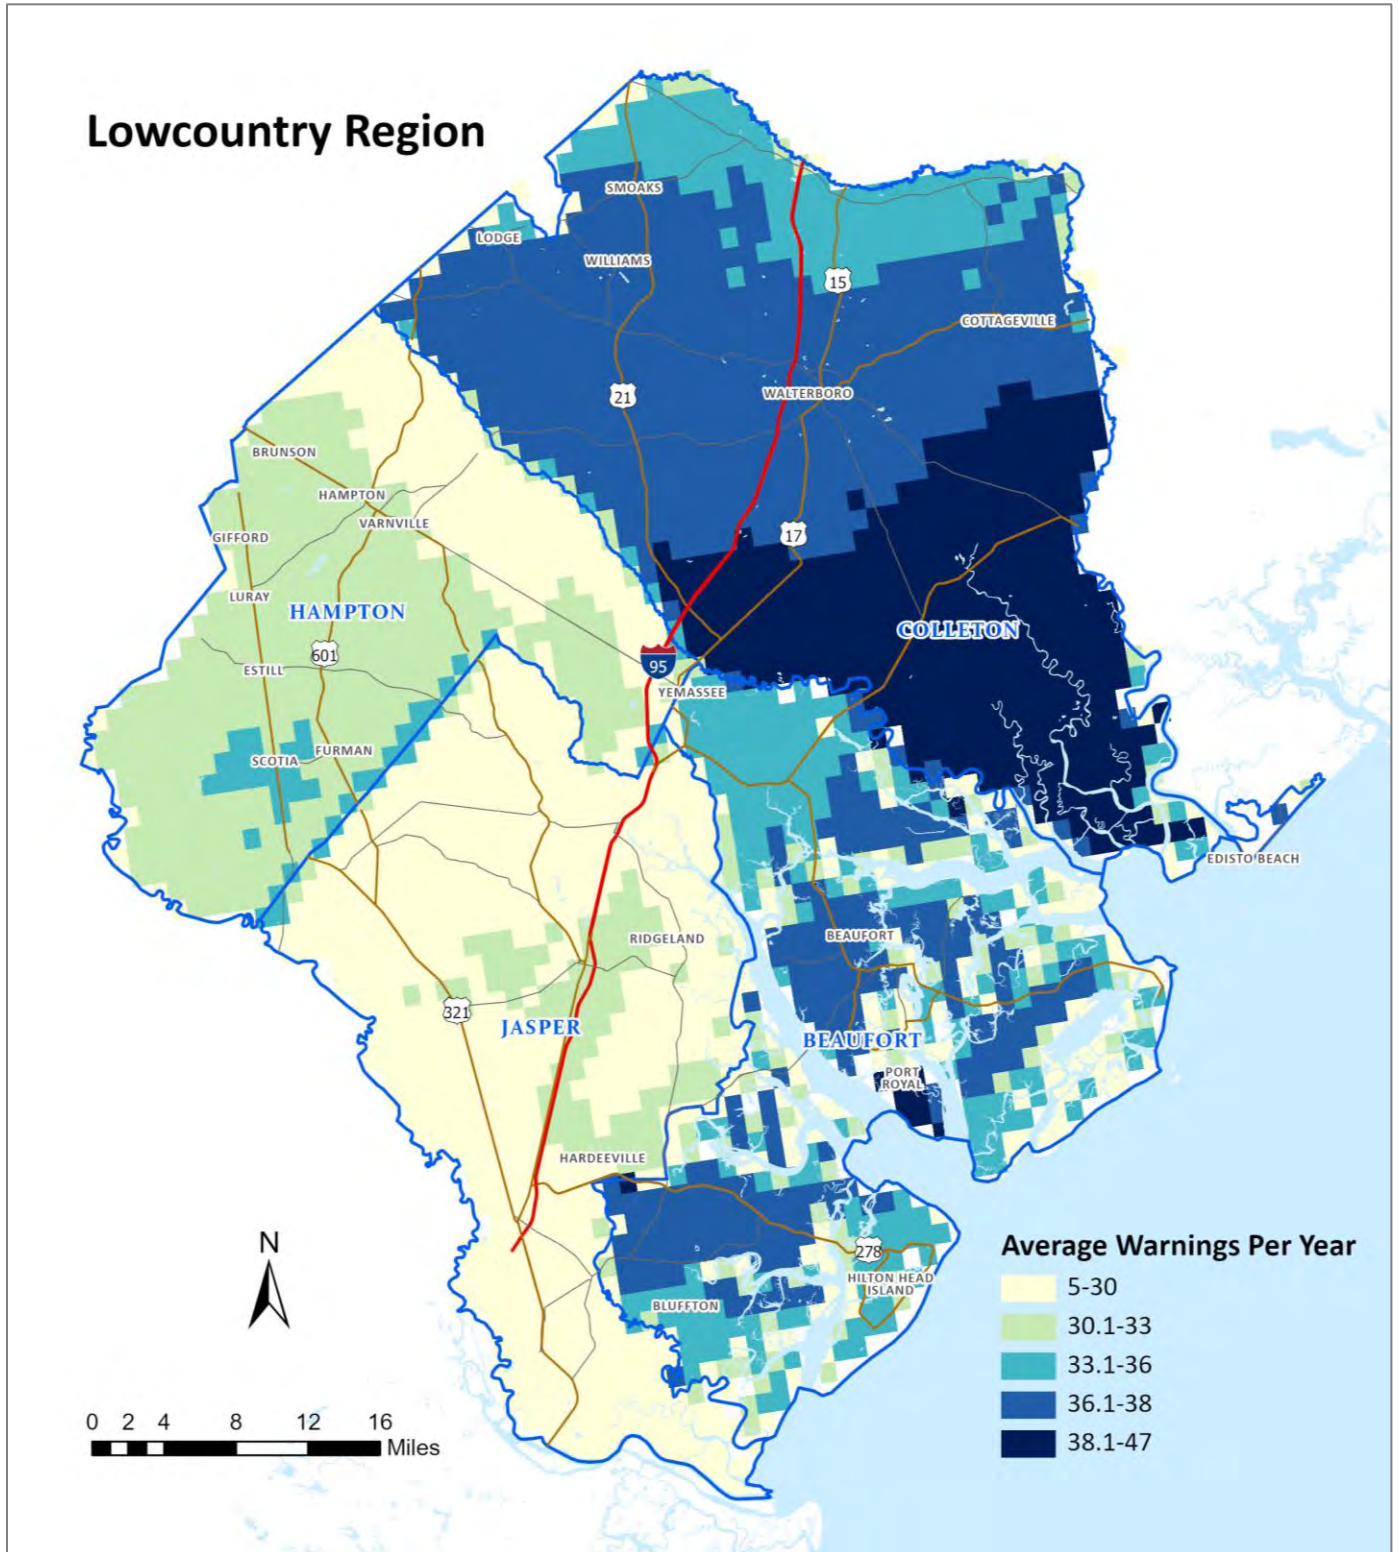 Lowcountry Region
SMOAKS
LODGE
WILLIAMS
15
COTTAGEVILLE
21
WALTERBORO
BRUNSON
HAMPTON
VARNVILLE
GIFFORD
17
LURAY
HAMPTON
COLLETON
601
ESTILL
95
YEMASSEE
FURMAN
SCOTIA
EDISTO BEACH
RIDGELAND
BEAUFORT
321
JASPER
BEAUFORT
PORT
ROYAL
HARDEEVILLE
278
HILTON HEAD
ISLAND
BLUFFTON
N
0 2 4 8 12 16
Miles
Average Warnings Per Year
5-30
30.1-33
33.1-36
36.1-38
38.1-47